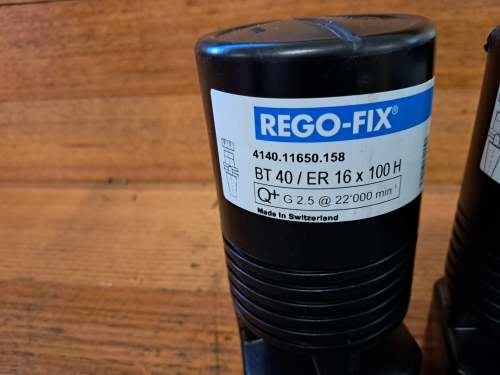 REGO-FIX®
4140.11650.158
BT 40 / ER 16 x 100 H
Q+ G 2.5 @ 22'000 min⁻¹
Made in Switzerland